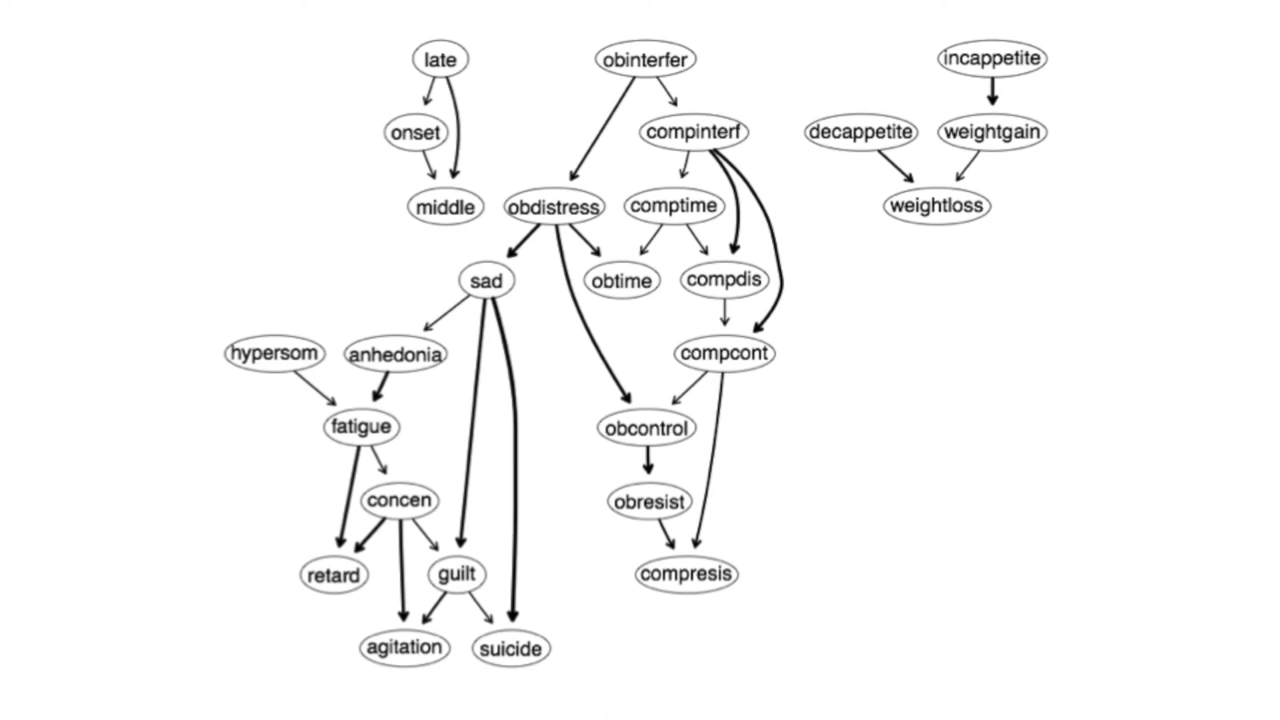 late
obinterfer
incappetite
onset
compinterf
decappetite
weightgain
middle
obdistress
comptime
weightloss
sad
obtime
compdis
hypersom
anhedonia
compcont
fatigue
obcontrol
concen
obresist
retard
guilt
compresis
agitation
suicide